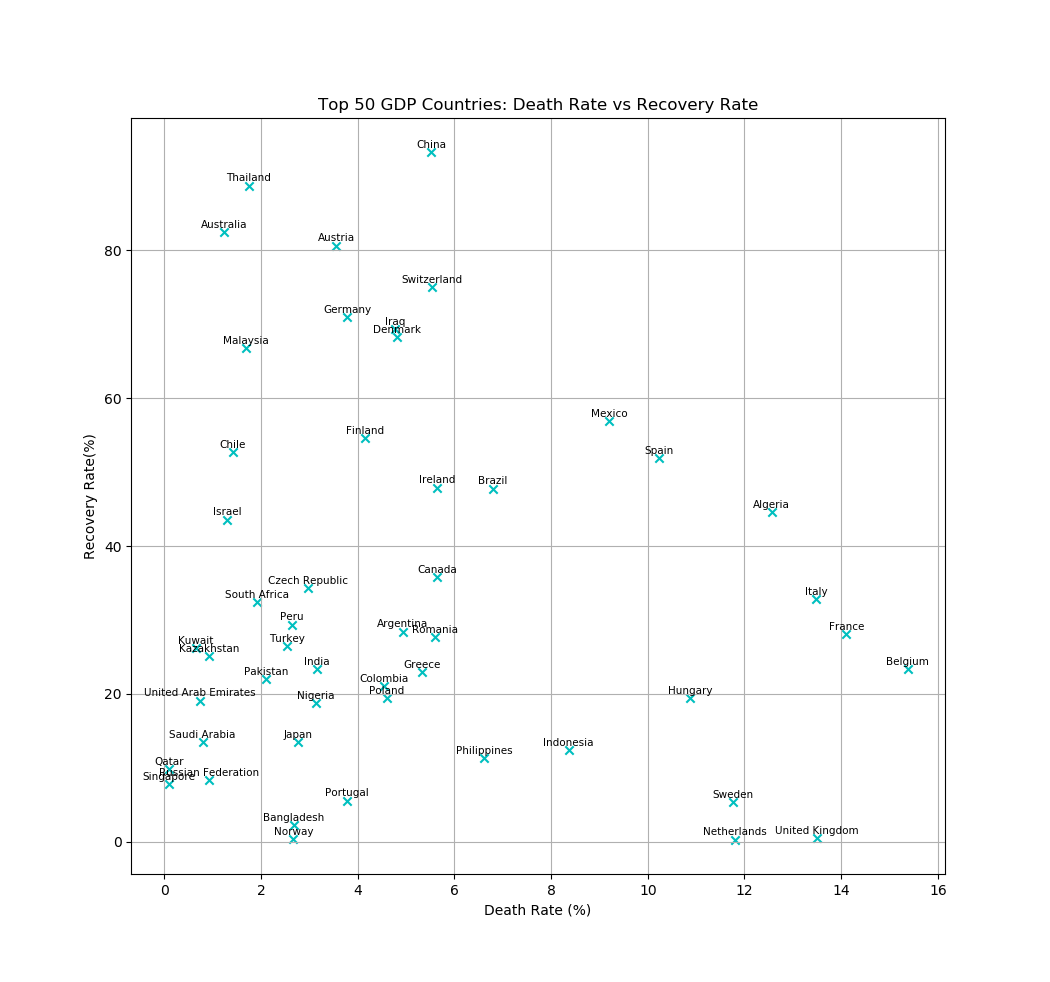 Top 50 GDP Countries: Death Rate vs Recovery Rate
China
Thailand
Australia
Austria
Switzerland
Germany
Iraq
Denmark
Malaysia
Mexico
Finland
Chile
Spain
Ireland
Brazil
Algeria
Israel
Canada
Czech Republic
South Africa
Italy
Peru
Argentina
Romania
France
Turkey
Kuwait
Kazakhstan
India
Greece
Belgium
Pakistan
Colombia
Poland
United Arab Emirates
Nigeria
Hungary
Saudi Arabia
Japan
Indonesia
Philippines
Qatar
Russian Federation
Singapore
Portugal
Sweden
Bangladesh
Norway
Netherlands
United Kingdom
80
60
40
20
0
Recovery Rate(%)
0 2 4 6 8 10 12 14 16
Death Rate (%)